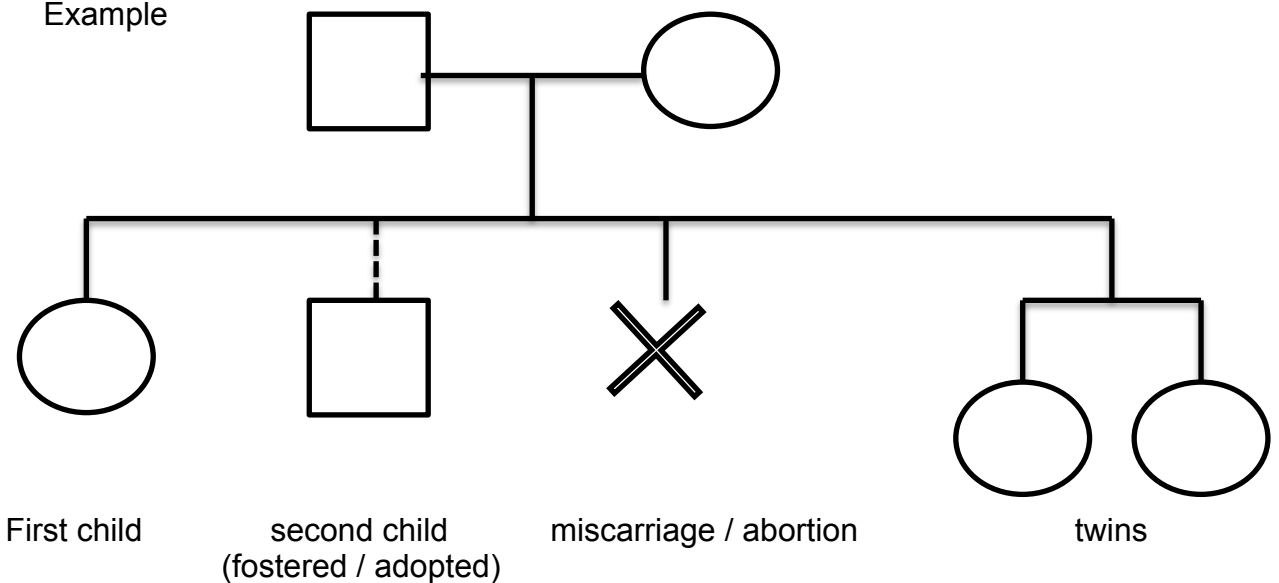 Example
First child
second child
(fostered / adopted)
miscarriage / abortion
twins